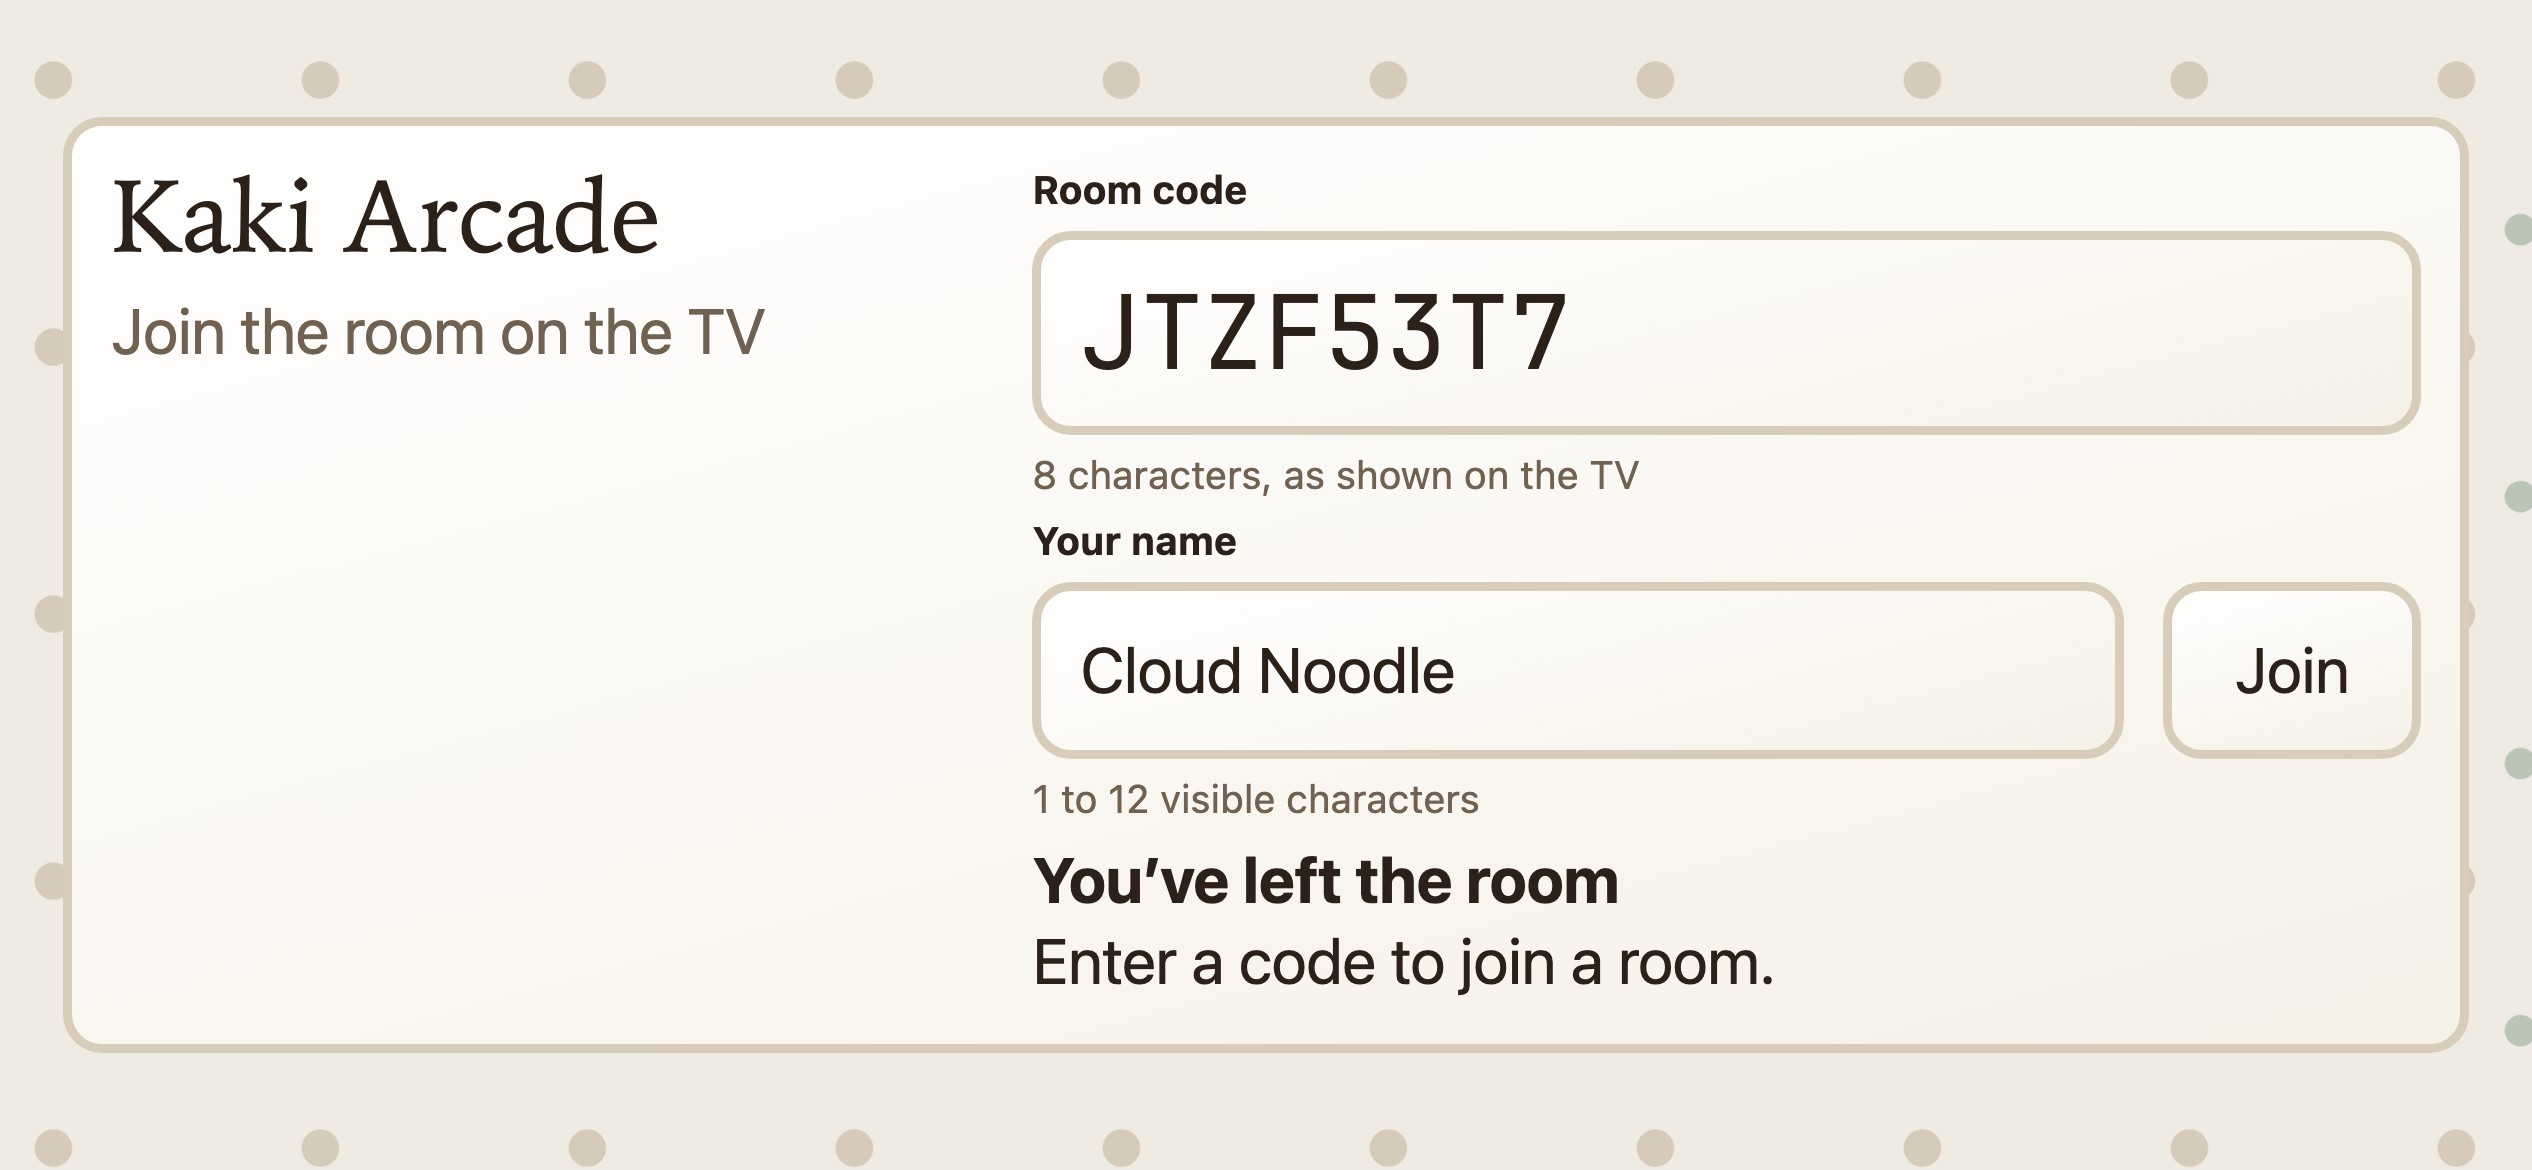 Kaki Arcade
Join the room on the TV
Room code
JTZF53T7
8 characters, as shown on the TV
Your name
Cloud Noodle
Join
1 to 12 visible characters
You’ve left the room
Enter a code to join a room.